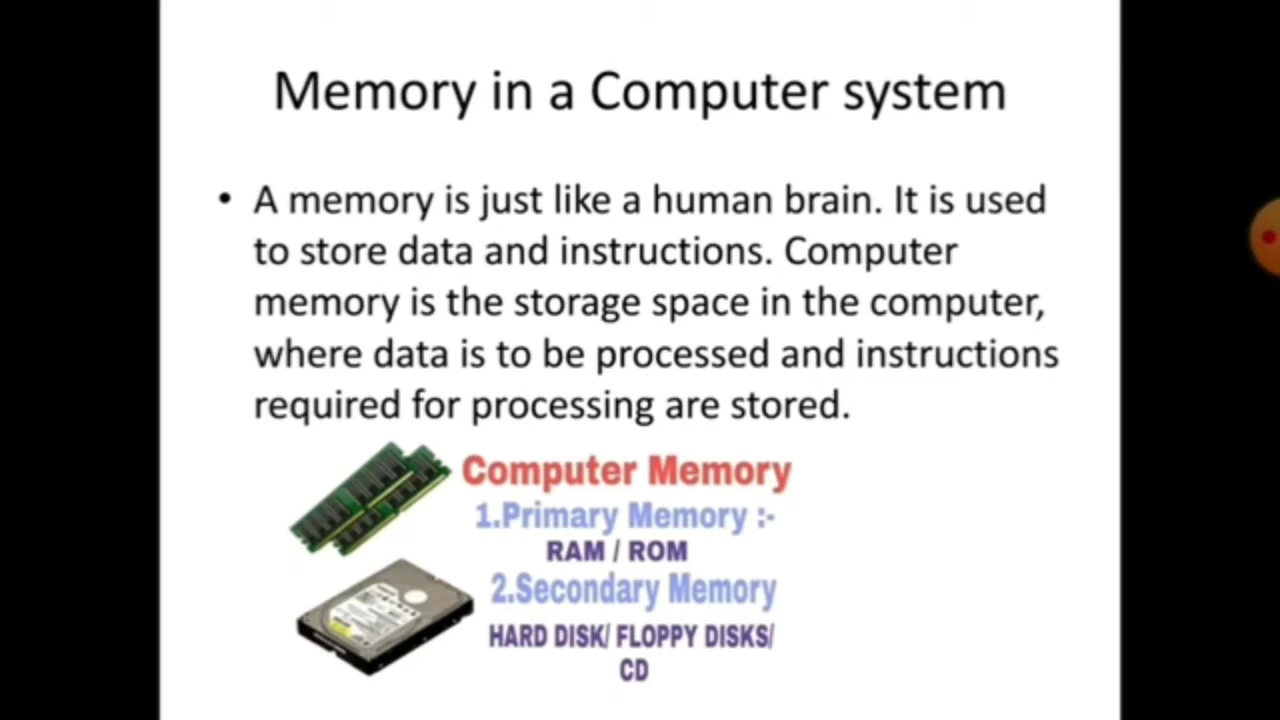 Memory in a Computer system
• A memory is just like a human brain. It is used
to store data and instructions. Computer
memory is the storage space in the computer,
where data is to be processed and instructions
required for processing are stored.
Computer Memory
1.Primary Memory :-
RAM / ROM
2.Secondary Memory
HARD DISK/ FLOPPY DISKS/
CD